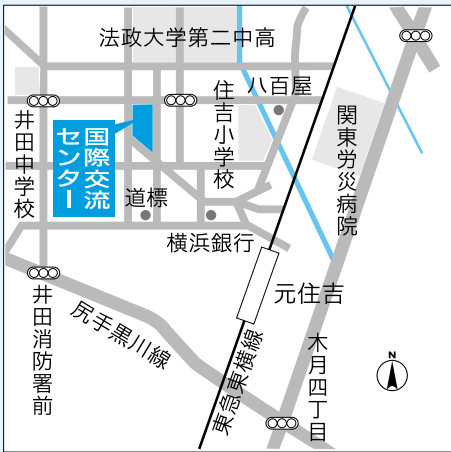 法政大学第二中高
八百屋
住吉小学校
関東労災病院
井田中学校
国際交流
センター
道標
横浜銀行
元住吉
井田消防署前
尻手黒川線
東急東横線
木月四丁目
N